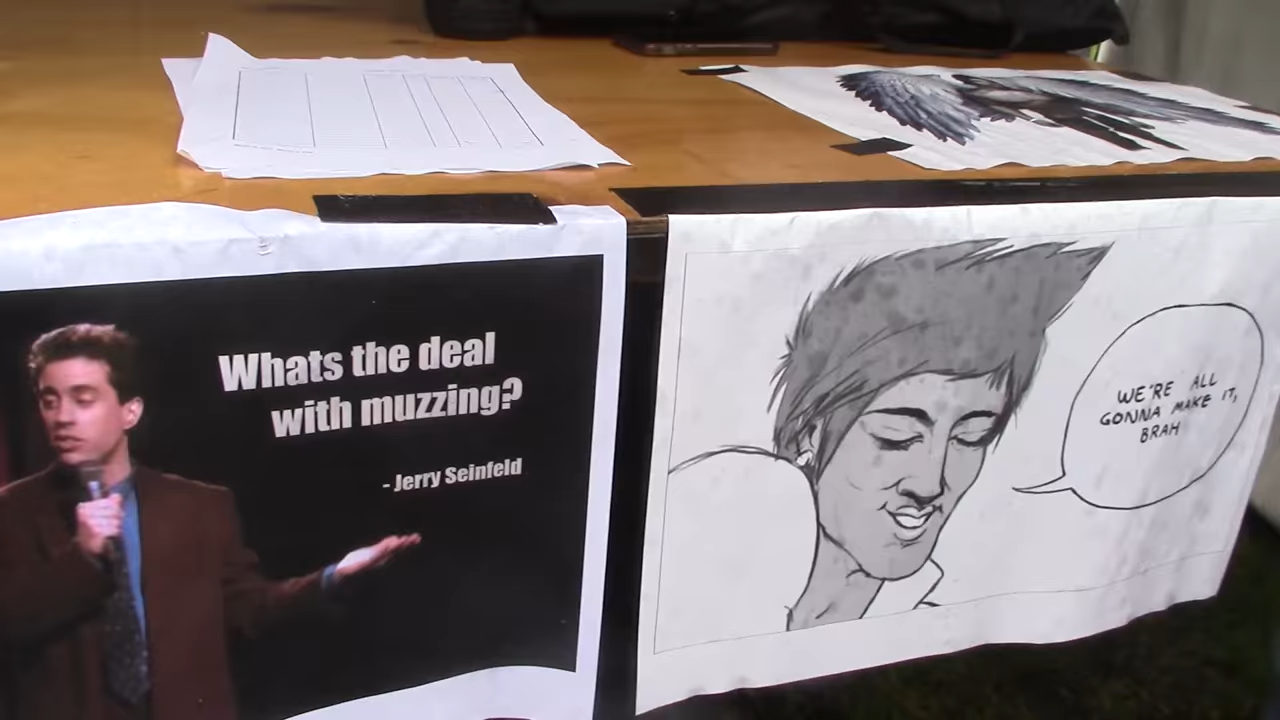 Whats the deal
with muzzing?
- Jerry Seinfeld
WE'RE ALL
GONNA MAKE IT,
BRAH